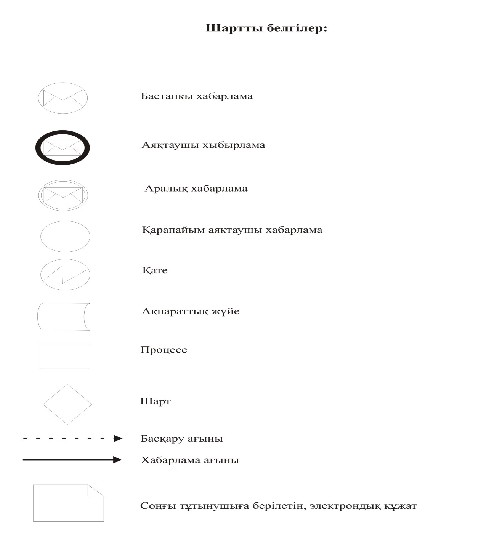 Шартты белгілер:
Бастапқы хабарлама
Аяқтаушы хыбырлама
Аралық хабарлама
Қарапайым аяқтаушы хабарлама
Қате
Ақпараттық жүйе
Процесс
Шарт
Басқару ағыны
Хабарлама ағыны
Соңғы тұтынушыға берілетін, электрондық құжат